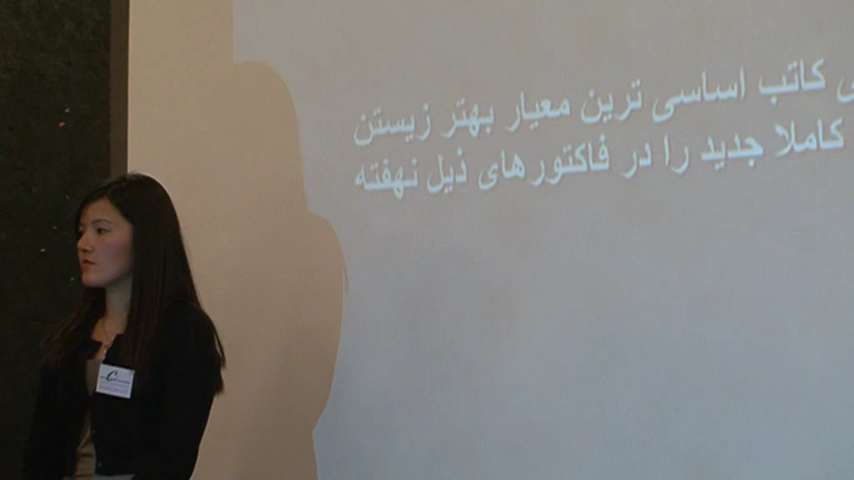 کاتب اساسی ترین معیار بهتر زیستن
کاملا جدید را در فاکتورهای ذیل نهفته